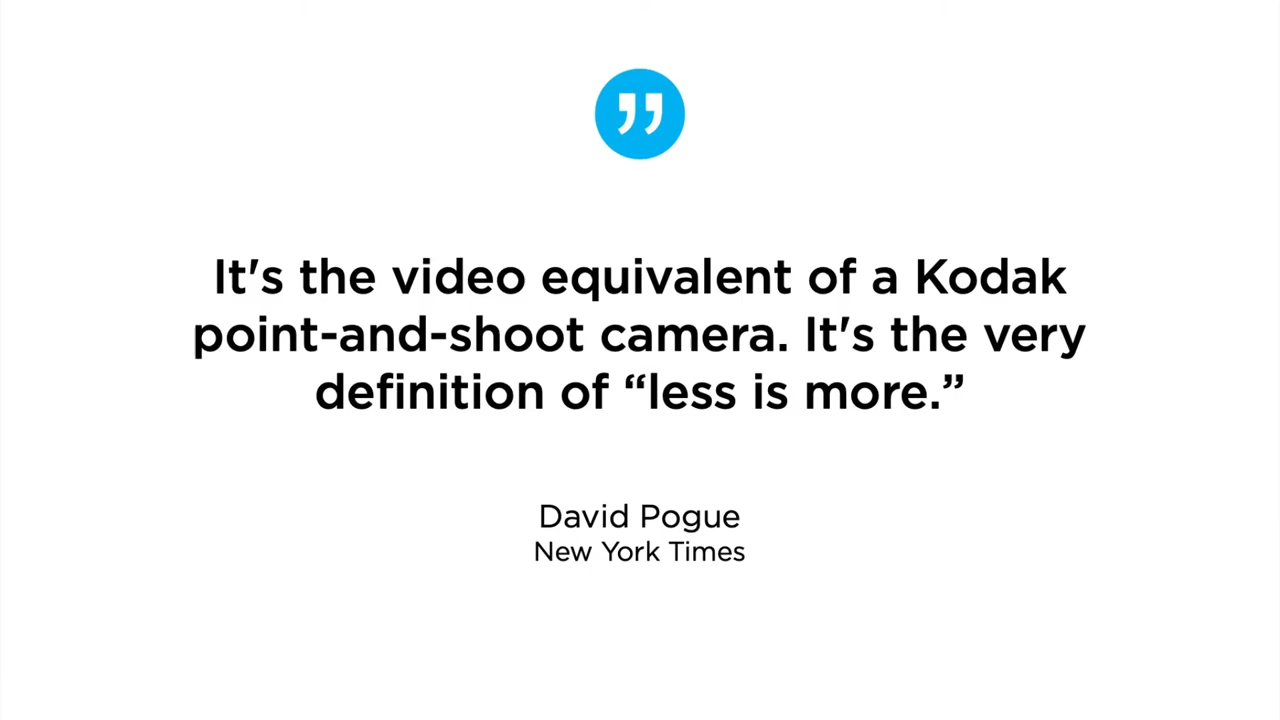 ”
It's the video equivalent of a Kodak
point-and-shoot camera. It's the very
definition of “less is more.”
David Pogue
New York Times